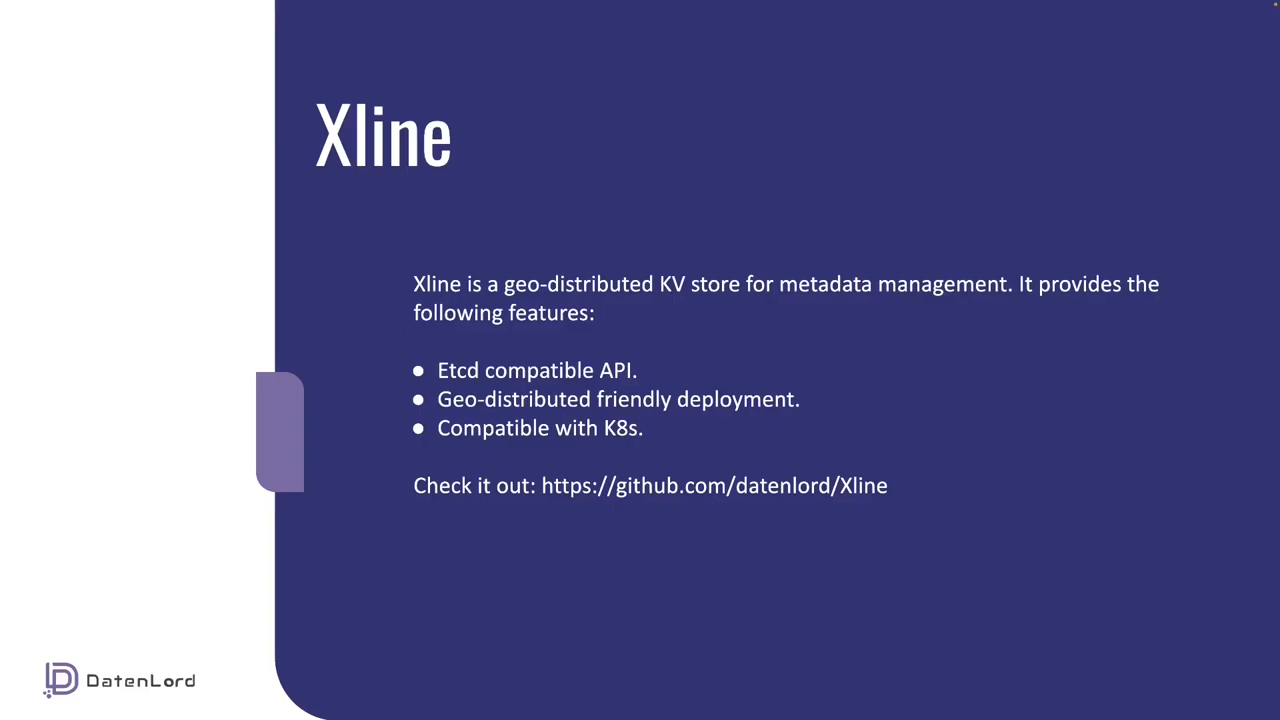 Xline
Xline is a geo-distributed KV store for metadata management. It provides the
following features:
● Etcd compatible API.
● Geo-distributed friendly deployment.
● Compatible with K8s.
Check it out: https://github.com/datenlord/Xline
DatenLord